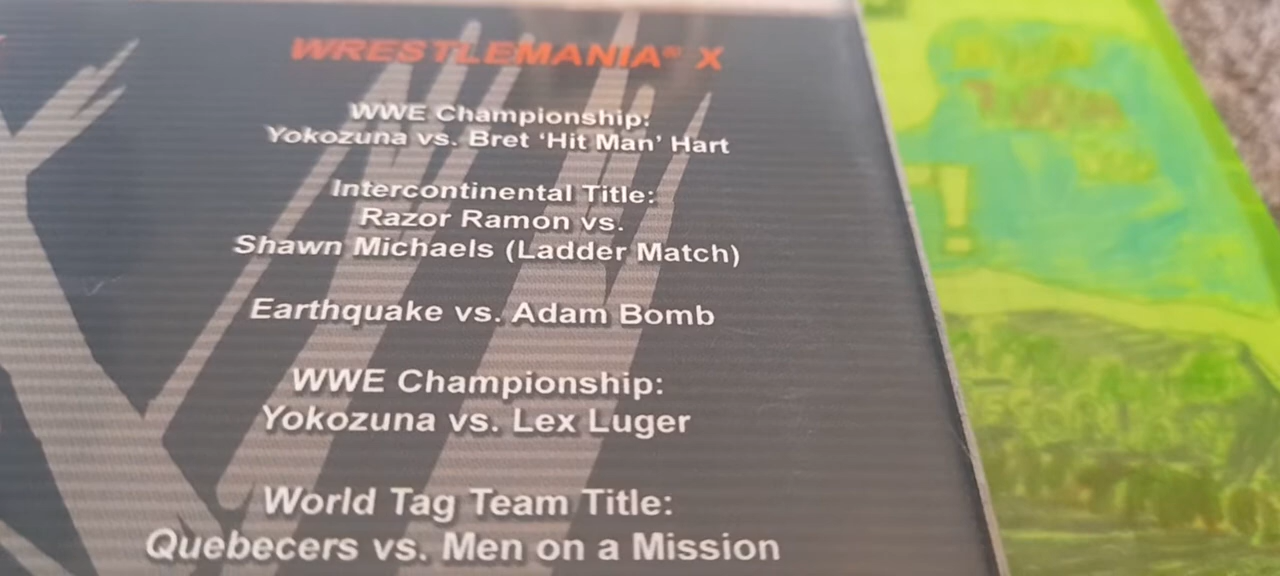 WRESTLEMANIA® X
WWE Championship:
Yokozuna vs. Bret ‘Hit Man’ Hart
Intercontinental Title:
Razor Ramon vs.
Shawn Michaels (Ladder Match)
Earthquake vs. Adam Bomb
WWE Championship:
Yokozuna vs. Lex Luger
World Tag Team Title:
Quebecers vs. Men on a Mission